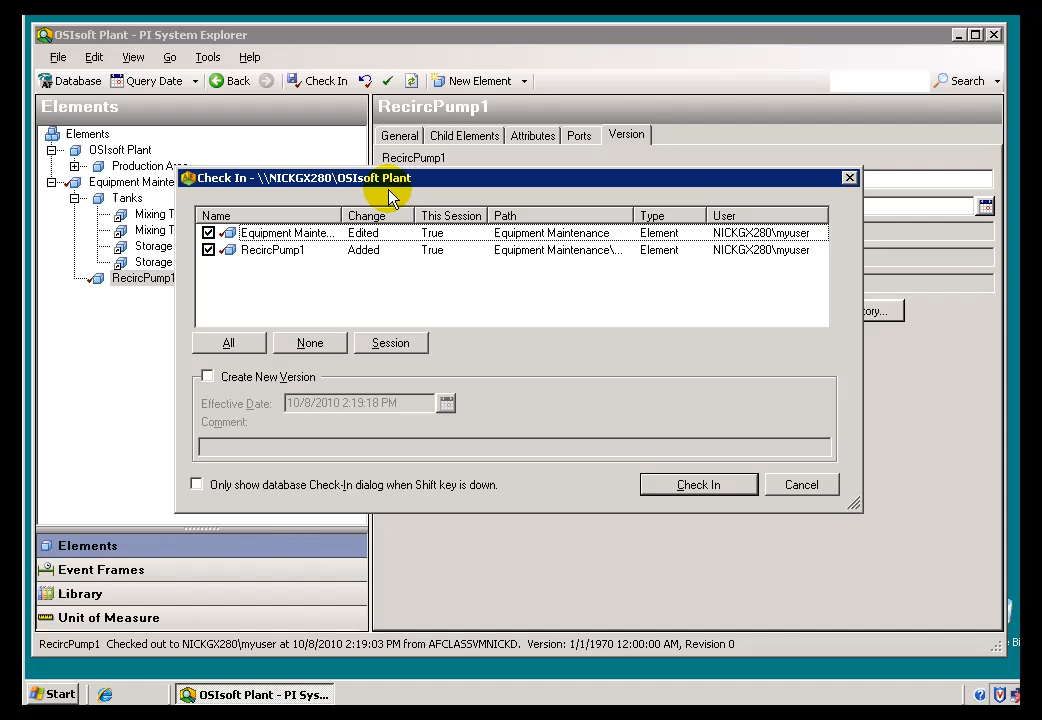 OSIsoft Plant - PI System Explorer
File Edit View Go Tools Help
Database Query Date Back Check In New Element Search
Elements
RecircPump1
Elements
OSIsoft Plant
Production Area
Equipment Mainte
Tanks
Mixing T
Mixing T
Storage
Storage
RecircPump1
General Child Elements Attributes Ports Version
RecircPump1
tory...
Check In - \\NICKGX280\OSIsoft Plant
Name Change This Session Path Type User
Equipment Mainte... Edited True Equipment Maintenance Element NICKGX280\myuser
RecircPump1 Added True Equipment Maintenance\... Element NICKGX280\myuser
All None Session
Create New Version
Effective Date: 10/8/2010 2:19:18 PM
Comment:
Only show database Check-In dialog when Shift key is down.
Check In Cancel
Elements
Event Frames
Library
Unit of Measure
RecircPump1 Checked out to NICKGX280\myuser at 10/8/2010 2:19:03 PM from AFCLASSVMNICKD. Version: 1/1/1970 12:00:00 AM, Revision 0
e Bi
Start OSIsoft Plant - PI Sys...